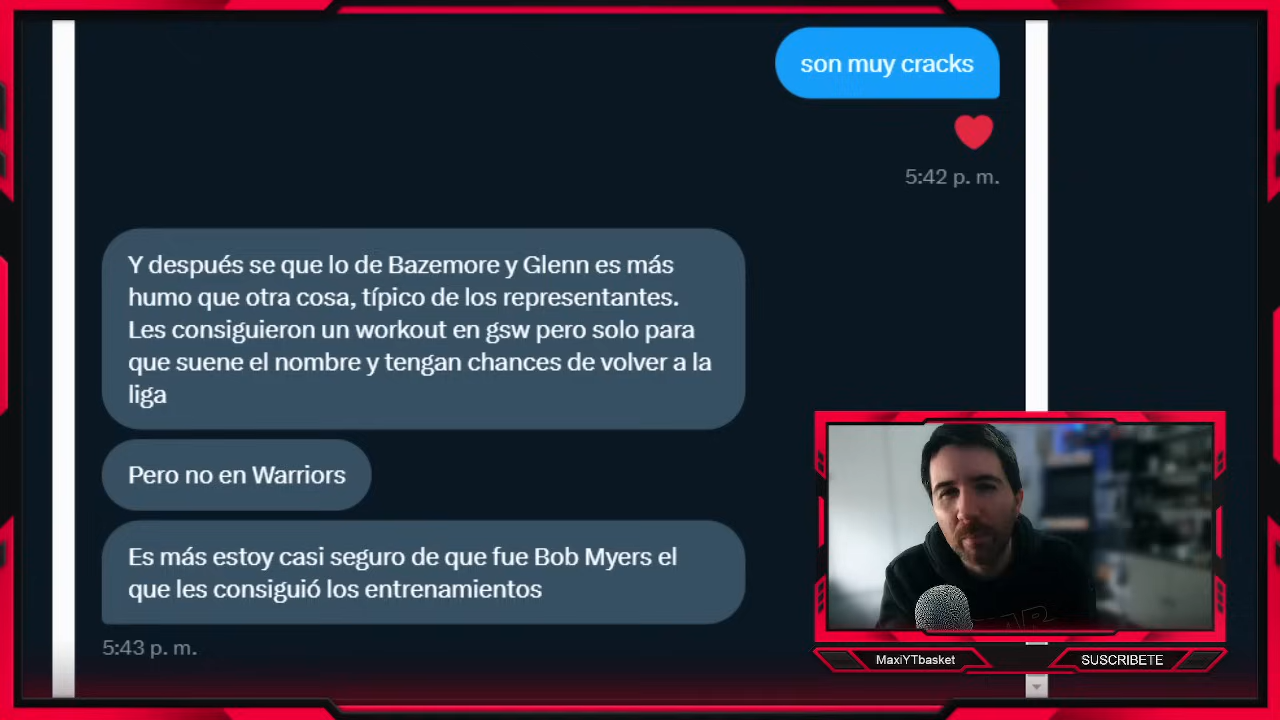 son muy cracks
5:42 p. m.
Y después se que lo de Bazemore y Glenn es más
humo que otra cosa, típico de los representantes.
Les consiguieron un workout en gsw pero solo para
que suene el nombre y tengan chances de volver a la
liga
Pero no en Warriors
Es más estoy casi seguro de que fue Bob Myers el
que les consiguió los entrenamientos
5:43 p. m.
MaxiYTbasket
SUSCRIBETE